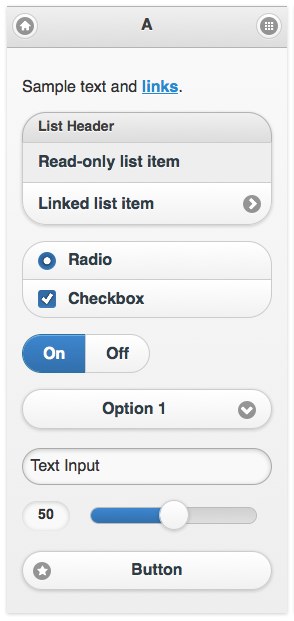 A
Sample text and links.
List Header
Read-only list item
Linked list item
Radio
Checkbox
On Off
Option 1
Text Input
50
Button